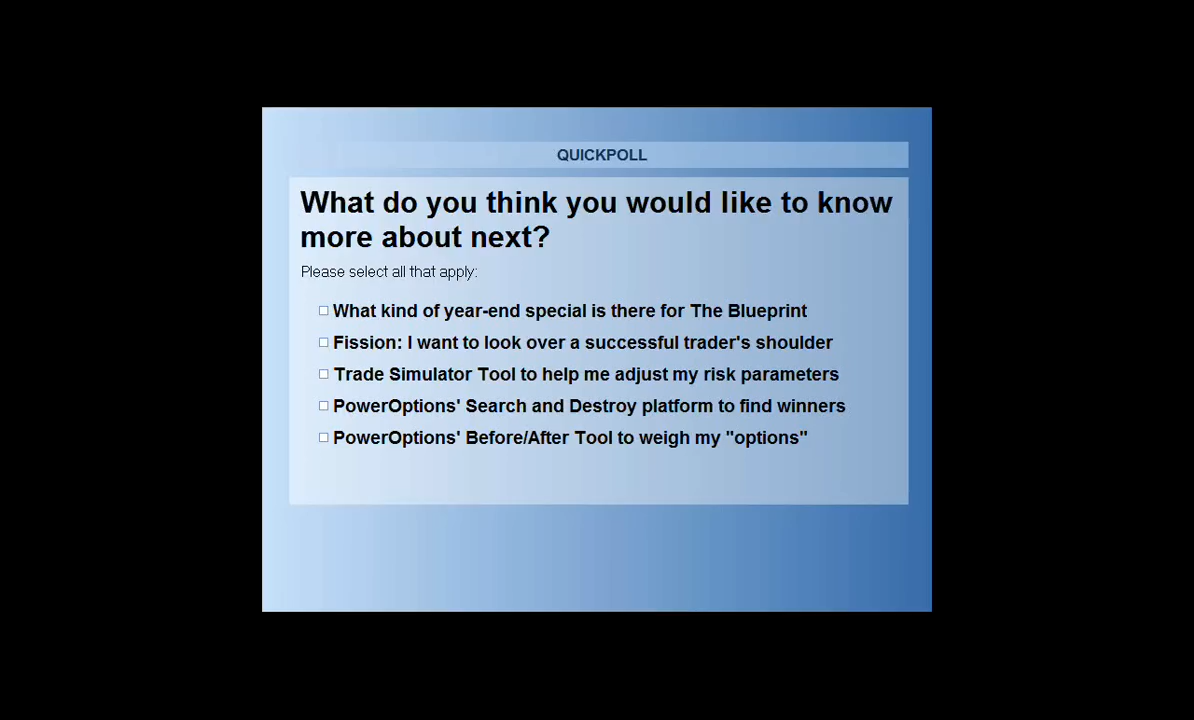 QUICKPOLL
What do you think you would like to know
more about next?
Please select all that apply:
What kind of year-end special is there for The Blueprint
Fission: I want to look over a successful trader's shoulder
Trade Simulator Tool to help me adjust my risk parameters
PowerOptions' Search and Destroy platform to find winners
PowerOptions' Before/After Tool to weigh my "options"